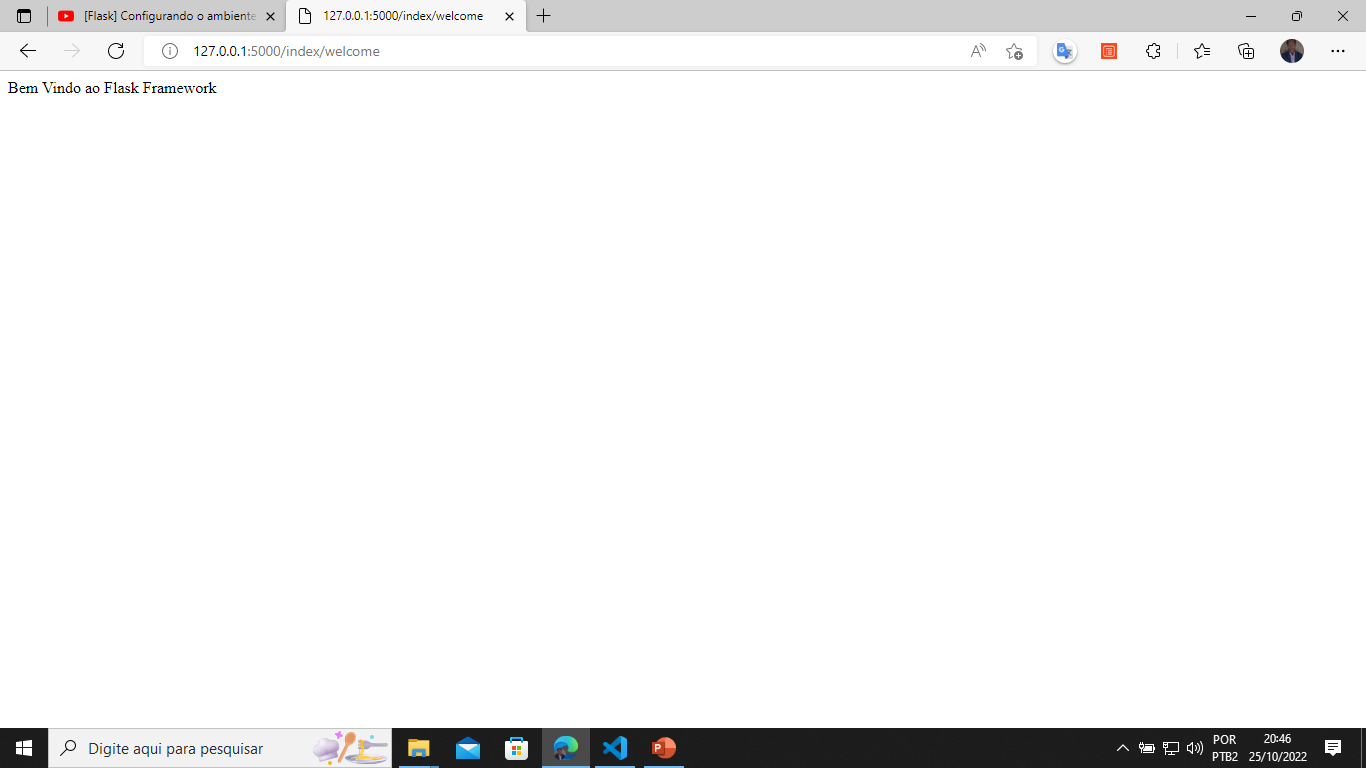 [Flask] Configurando o ambiente
127.0.0.1:5000/index/welcome
127.0.0.1:5000/index/welcome
Bem Vindo ao Flask Framework
Digite aqui para pesquisar
POR
PTB2
20:46
25/10/2022